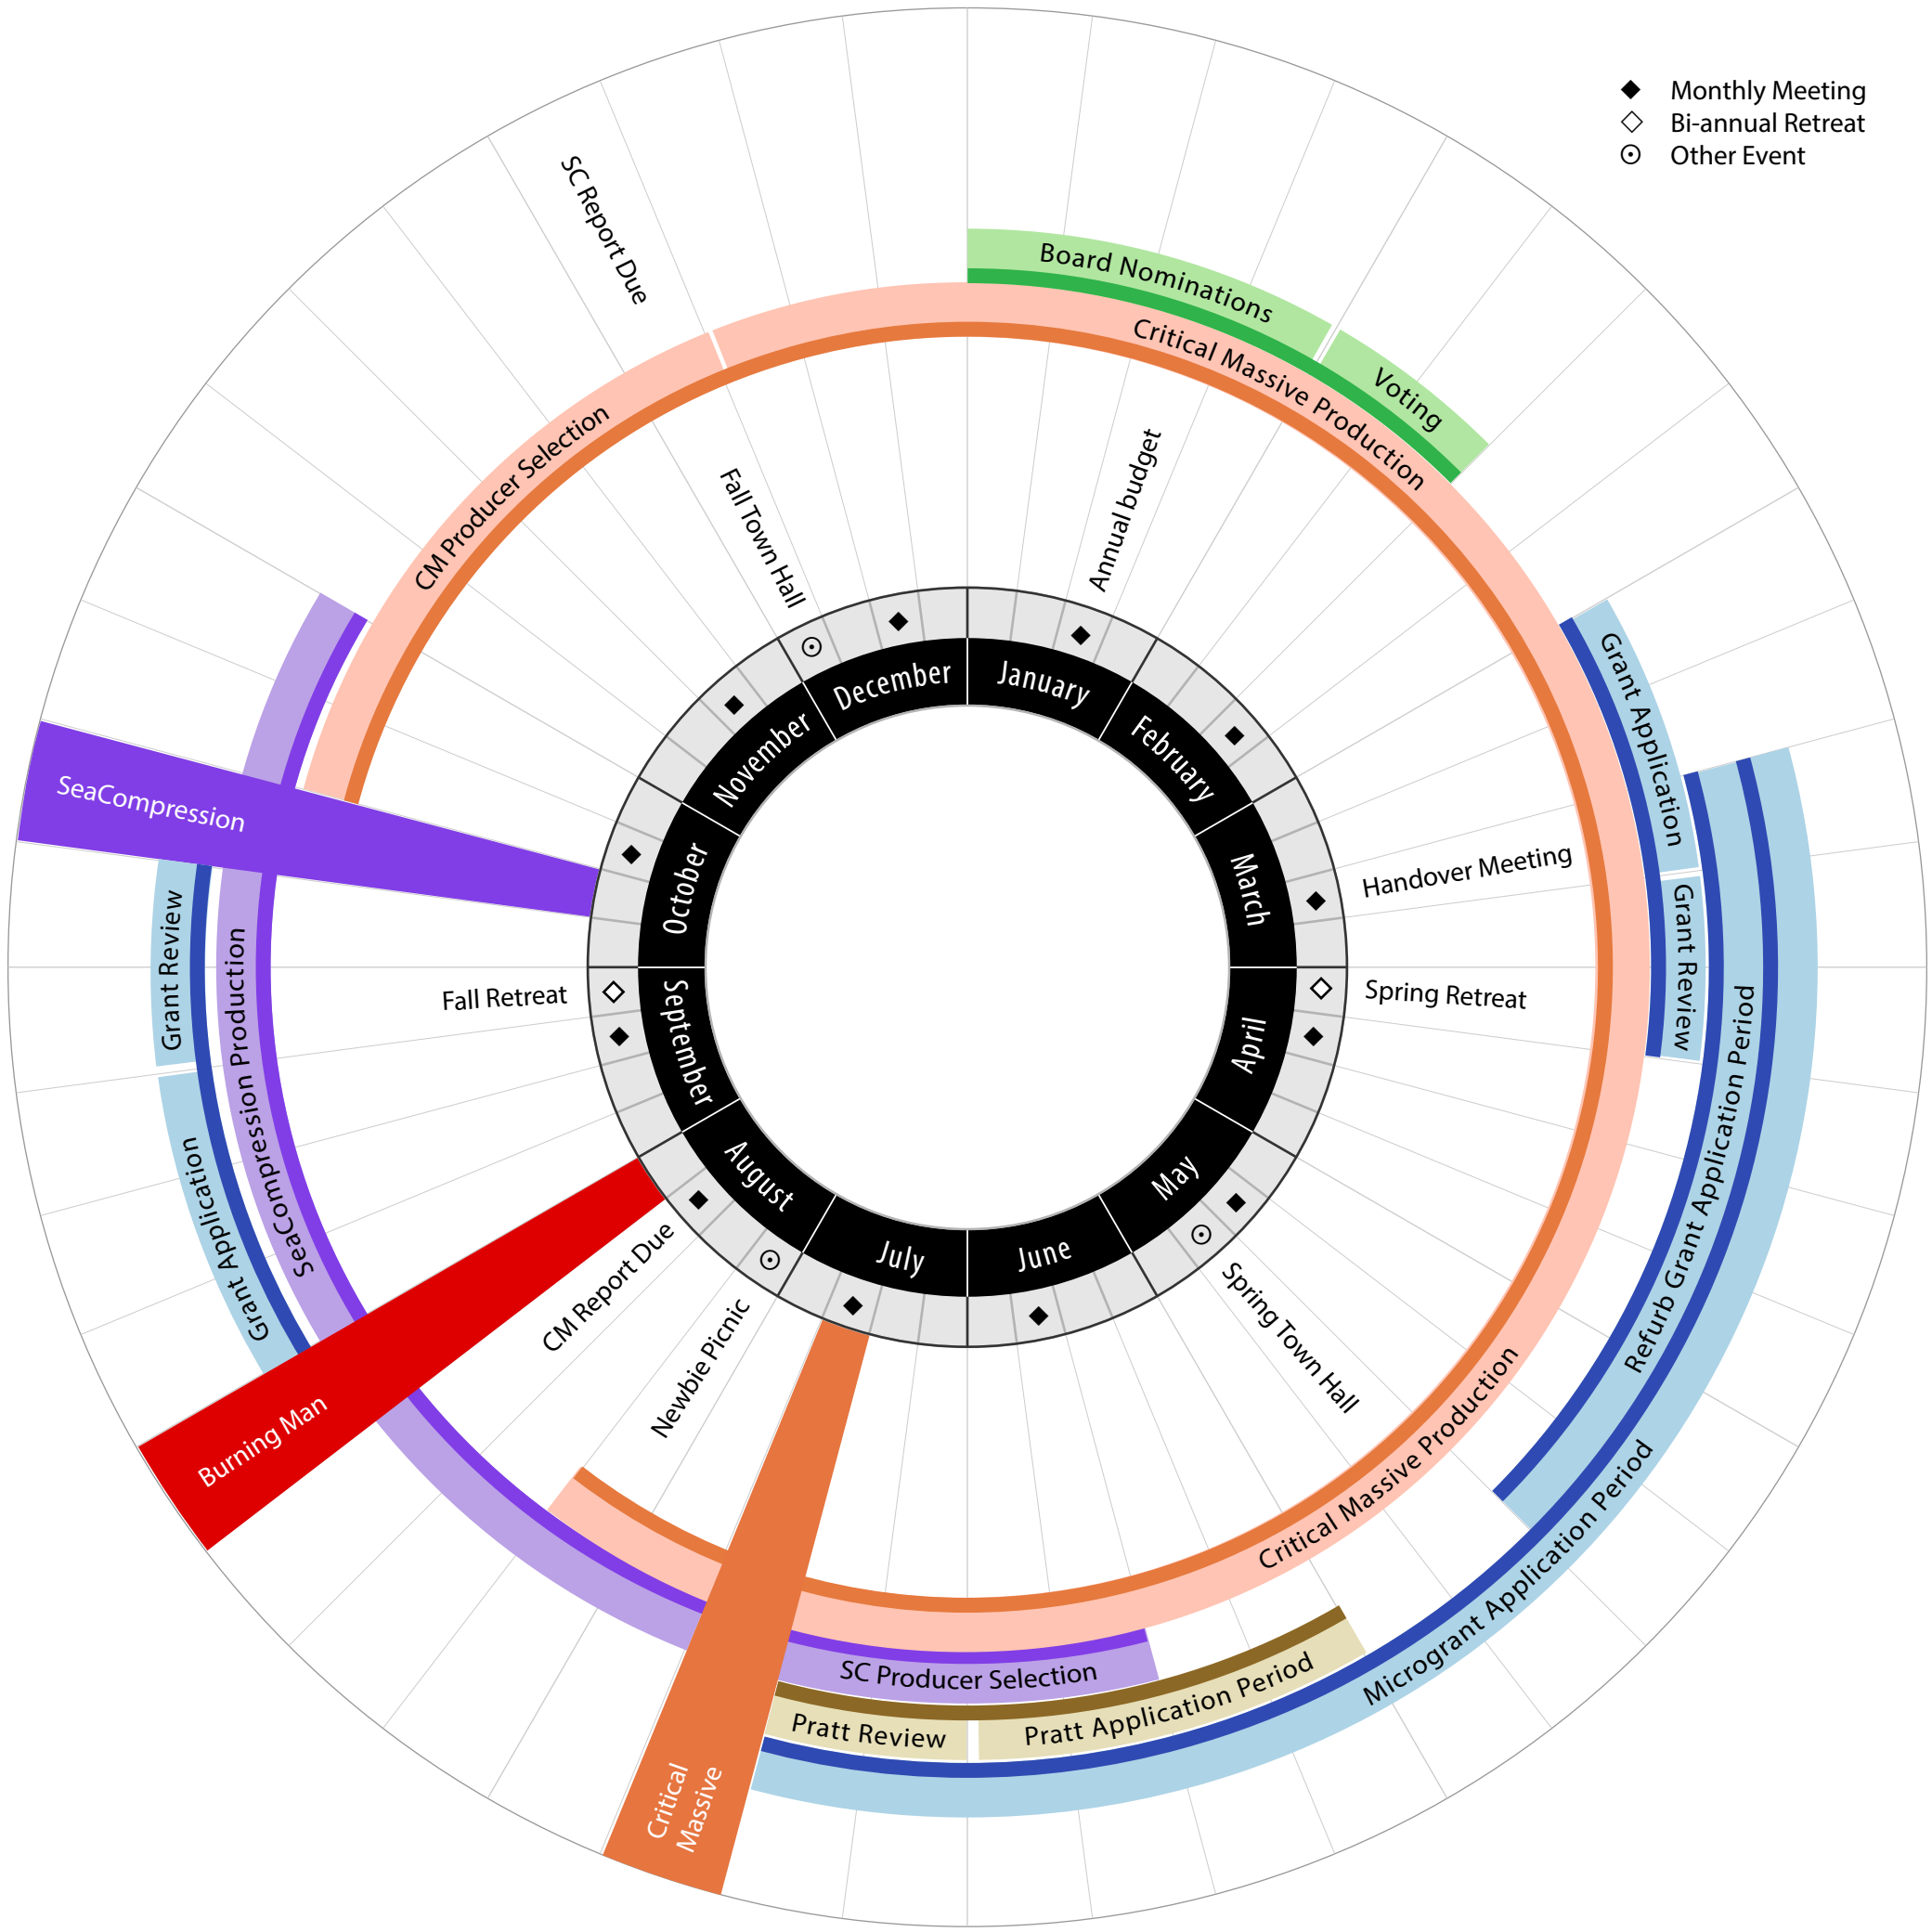 Monthly Meeting
Bi-annual Retreat
Other Event
SC Report Due
Board Nominations
Voting
Critical Massive Production
CM Producer Selection
Fall Town Hall
Annual budget
Grant Application
Grant Review
Handover Meeting
Spring Retreat
Refurb Grant Application Period
Microgrant Application Period
Spring Town Hall
Critical Massive Production
Pratt Application Period
Pratt Review
SC Producer Selection
Critical
Massive
Newbie Picnic
CM Report Due
Burning Man
Grant Application
SeaCompression Production
Grant Review
Fall Retreat
SeaCompression
January
February
March
April
May
June
July
August
September
October
November
December